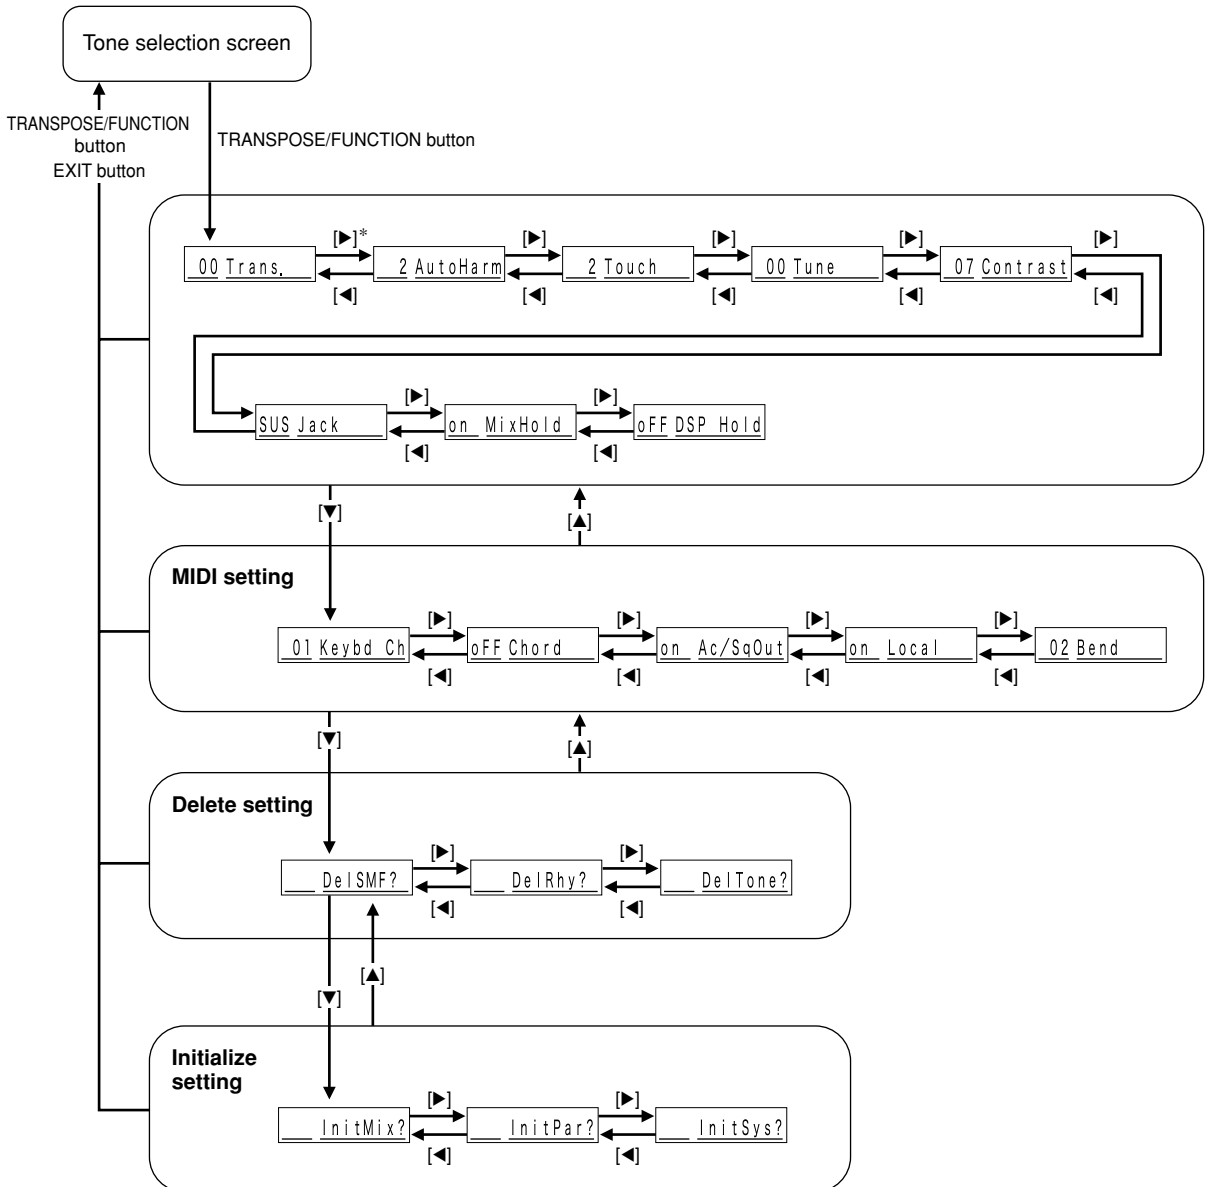 Tone selection screen
TRANSPOSE/FUNCTION
button
EXIT button
TRANSPOSE/FUNCTION button
[▶]* [▶] [▶] [▶] [▶]
00 Trans. 2 AutoHarm 2 Touch 00 Tune 07 Contrast
[◀] [◀] [◀] [◀] [◀]
[▶] [▶]
SUS Jack on MixHold oFF DSP Hold
[◀] [◀]
[▼] [▲]
MIDI setting
[▶] [▶] [▶] [▶]
01 Keybd Ch oFF Chord on Ac/SqOut on Local 02 Bend
[◀] [◀] [◀] [◀]
[▼] [▲]
Delete setting
[▶] [▶]
DelSMF? DelRhy? DelTone?
[◀] [◀]
[▲]
[▼]
Initialize
setting
[▶] [▶]
InitMix? InitPar? InitSys?
[◀] [◀]